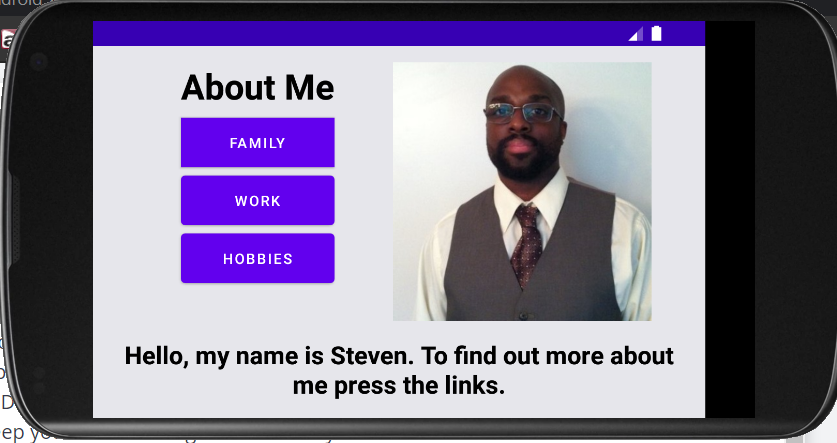 About Me
FAMILY
WORK
HOBBIES
Hello, my name is Steven. To find out more about
me press the links.